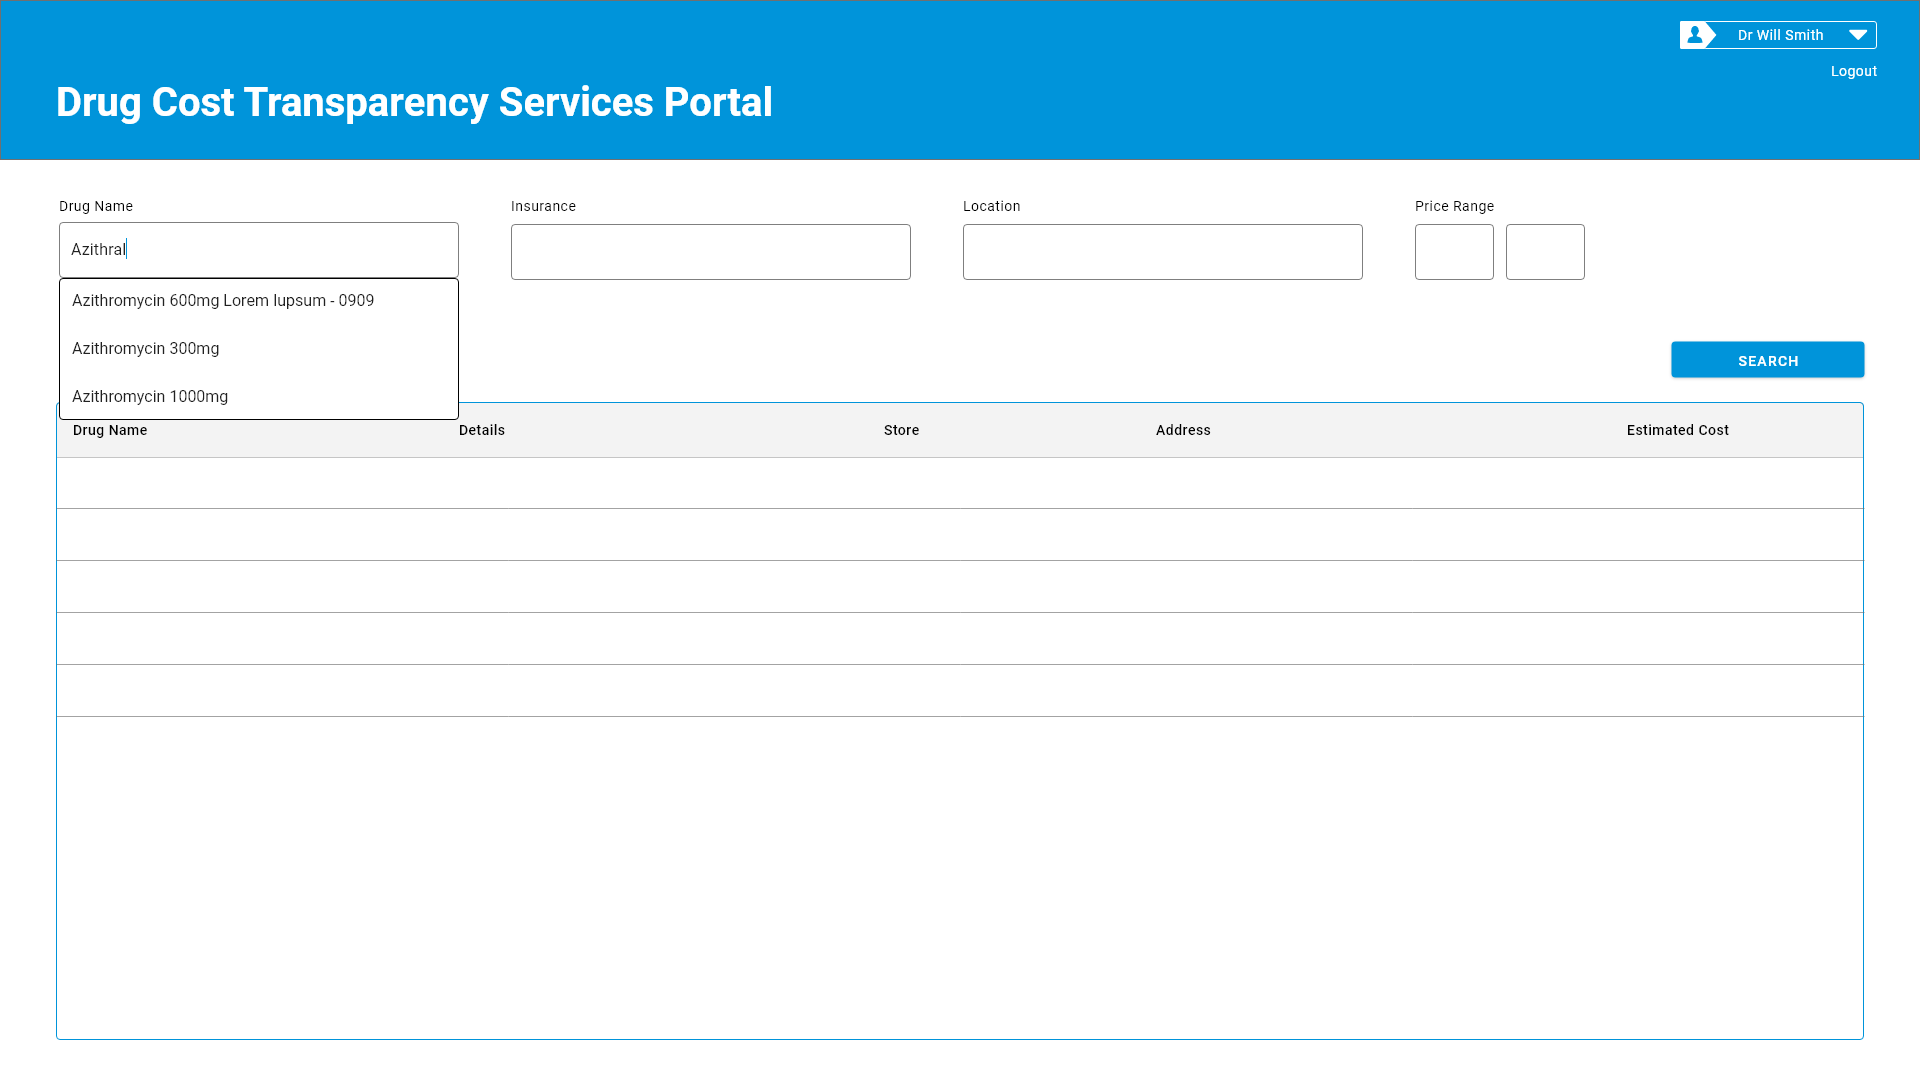 Dr Will Smith
Logout
Drug Cost Transparency Services Portal
Drug Name
Insurance
Location
Price Range
Azithral
Azithromycin 600mg Lorem Iupsum - 0909
Azithromycin 300mg
Azithromycin 1000mg
SEARCH
Drug Name Details Store Address Estimated Cost